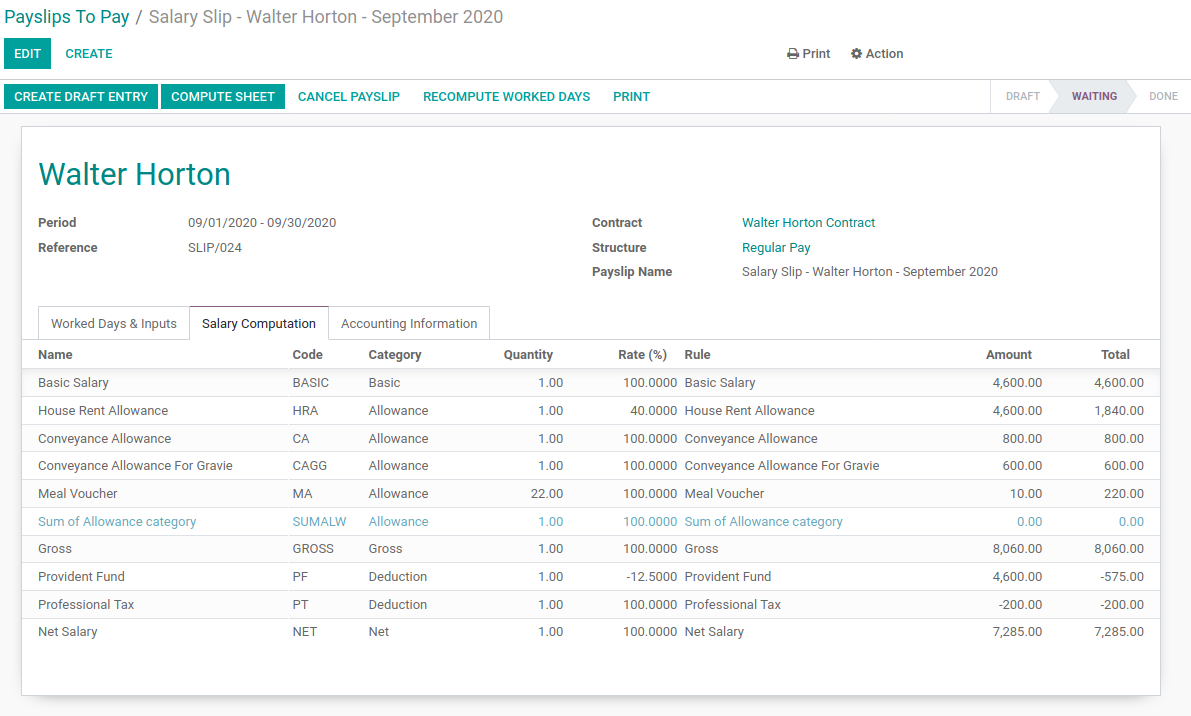 Payslips To Pay / Salary Slip - Walter Horton - September 2020
EDIT CREATE Print Action
CREATE DRAFT ENTRY COMPUTE SHEET CANCEL PAYSLIP RECOMPUTE WORKED DAYS PRINT DRAFT WAITING DONE
Walter Horton
Period 09/01/2020 - 09/30/2020 Contract Walter Horton Contract
Reference SLIP/024 Structure Regular Pay
Payslip Name Salary Slip - Walter Horton - September 2020
Worked Days & Inputs Salary Computation Accounting Information
Name Code Category Quantity Rate (%) Rule Amount Total
Basic Salary BASIC Basic 1.00 100.0000 Basic Salary 4,600.00 4,600.00
House Rent Allowance HRA Allowance 1.00 40.0000 House Rent Allowance 4,600.00 1,840.00
Conveyance Allowance CA Allowance 1.00 100.0000 Conveyance Allowance 800.00 800.00
Conveyance Allowance For Gravie CAGG Allowance 1.00 100.0000 Conveyance Allowance For Gravie 600.00 600.00
Meal Voucher MA Allowance 22.00 100.0000 Meal Voucher 10.00 220.00
Sum of Allowance category SUMALW Allowance 1.00 100.0000 Sum of Allowance category 0.00 0.00
Gross GROSS Gross 1.00 100.0000 Gross 8,060.00 8,060.00
Provident Fund PF Deduction 1.00 -12.5000 Provident Fund 4,600.00 -575.00
Professional Tax PT Deduction 1.00 100.0000 Professional Tax -200.00 -200.00
Net Salary NET Net 1.00 100.0000 Net Salary 7,285.00 7,285.00